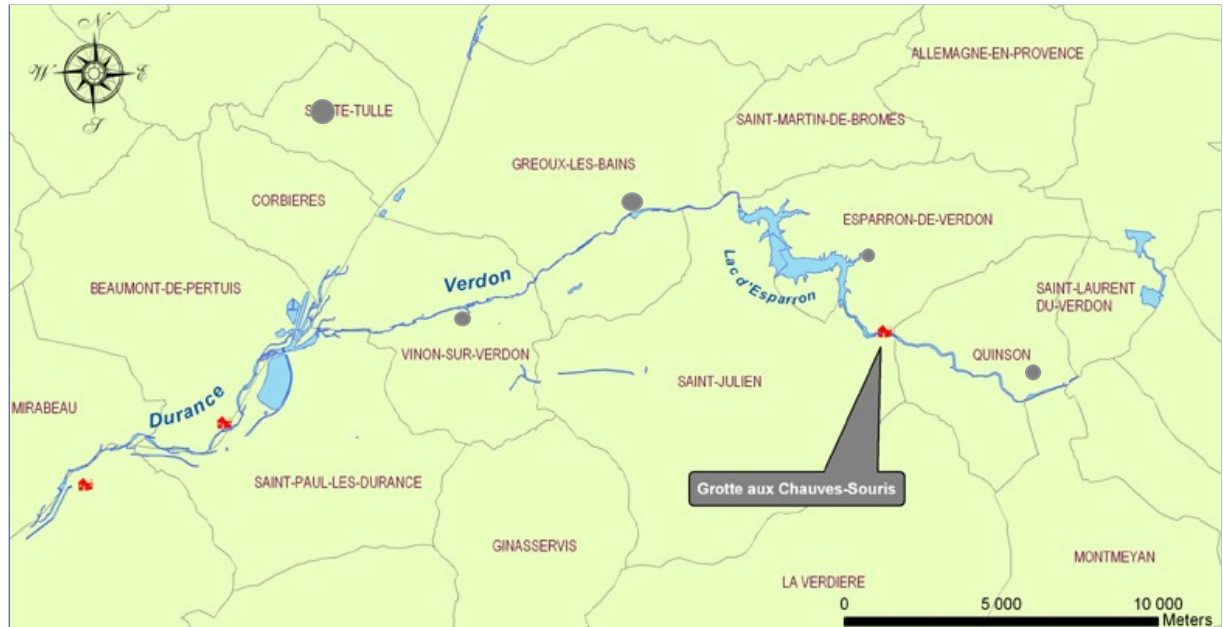 N
W E
S
ALLEMAGNE-EN-PROVENCE
TE-TULLE
SAINT-MARTIN-DE-BROMES
GREOUX-LES-BAINS
CORBIERES
ESPARRON-DE-VERDON
Verdon
BEAUMONT-DE-PERTUIS
Lac d'Esparron
SAINT-LAURENT
DU-VERDON
VINON-SUR-VERDON
QUINSON
SAINT-JULIEN
Durance
MIRABEAU
SAINT-PAUL-LES-DURANCE
Grotte aux Chauves-Souris
GINASSERVIS
MONTMEYAN
LA VERDIERE
0 5 000 10 000
Meters